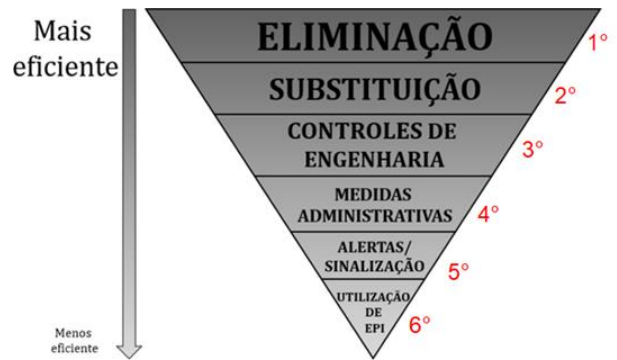 Mais
eficiente
ELIMINAÇÃO
1°
SUBSTITUIÇÃO
2°
CONTROLES DE
ENGENHARIA
3°
MEDIDAS
ADMINISTRATIVAS
4°
ALERTAS/
SINALIZAÇÃO
5°
UTILIZAÇÃO
DE
EPI
6°
Menos
eficiente